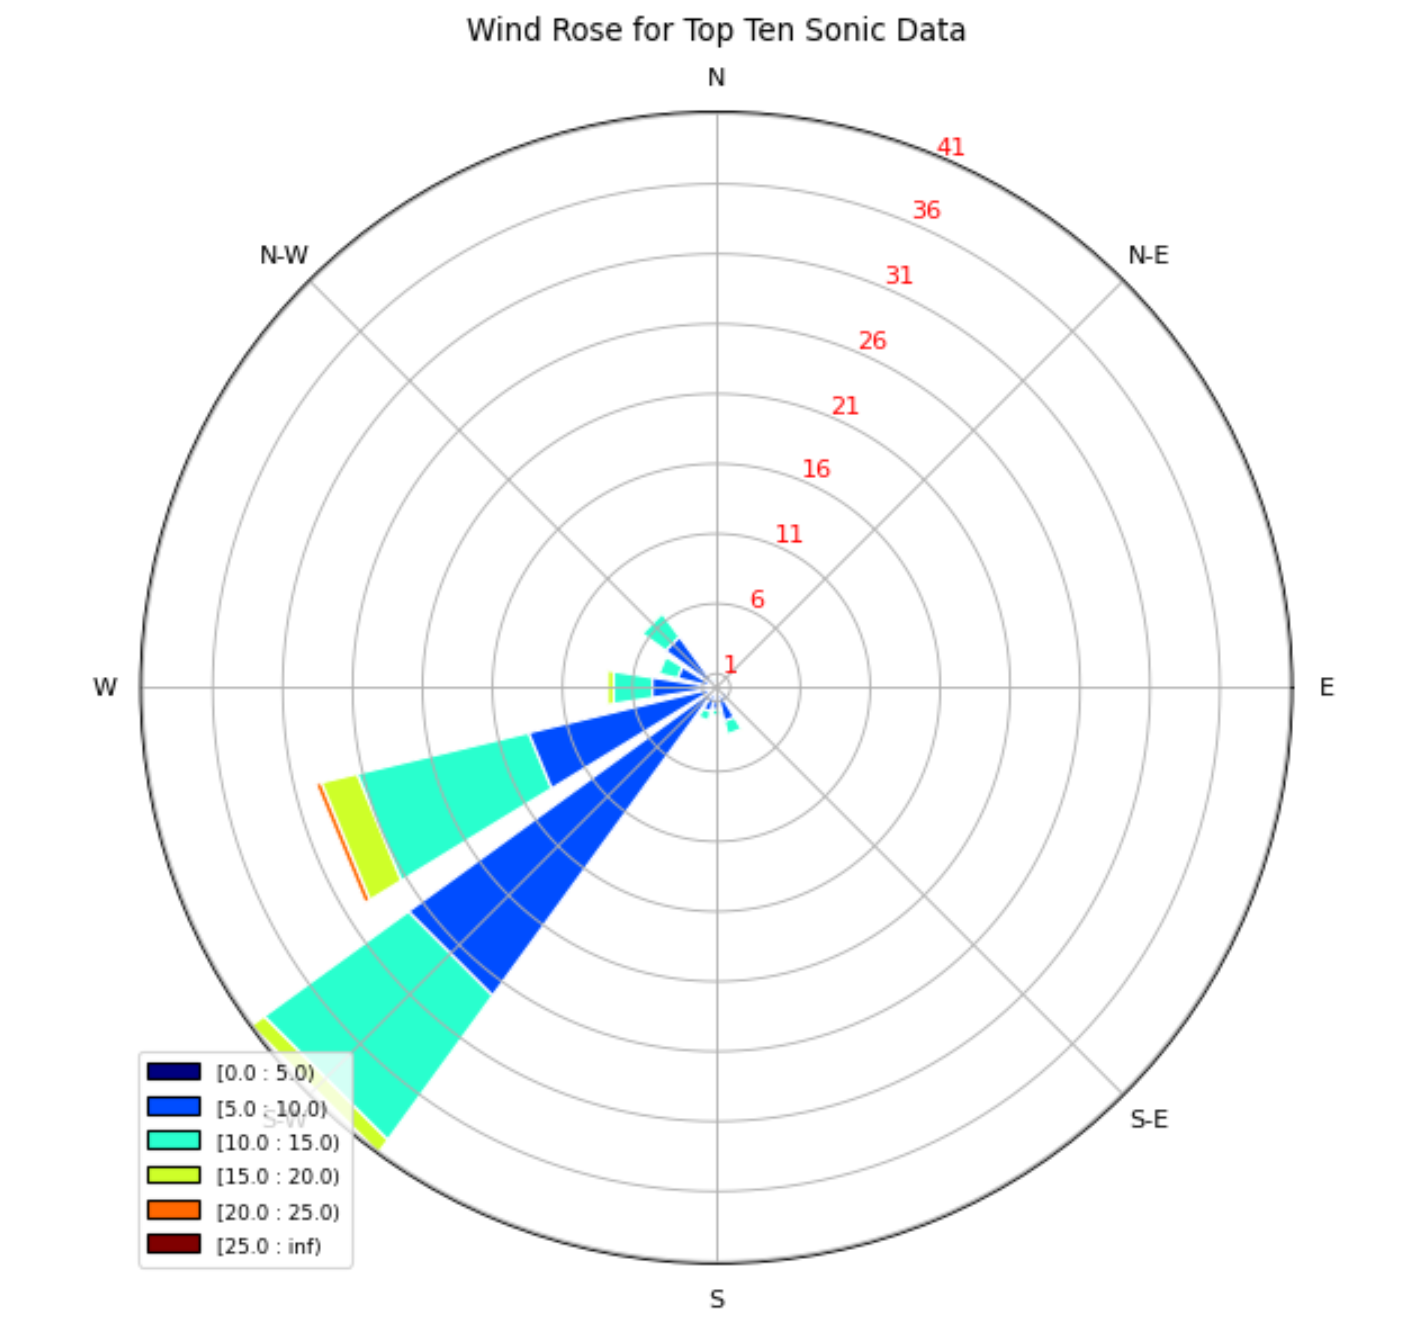 Wind Rose for Top Ten Sonic Data
N
41
36
N-W
N-E
31
26
21
16
11
6
1
W
E
[0.0 : 5.0)
[5.0 : 10.0)
S-W
S-E
[10.0 : 15.0)
[15.0 : 20.0)
[20.0 : 25.0)
[25.0 : inf)
S